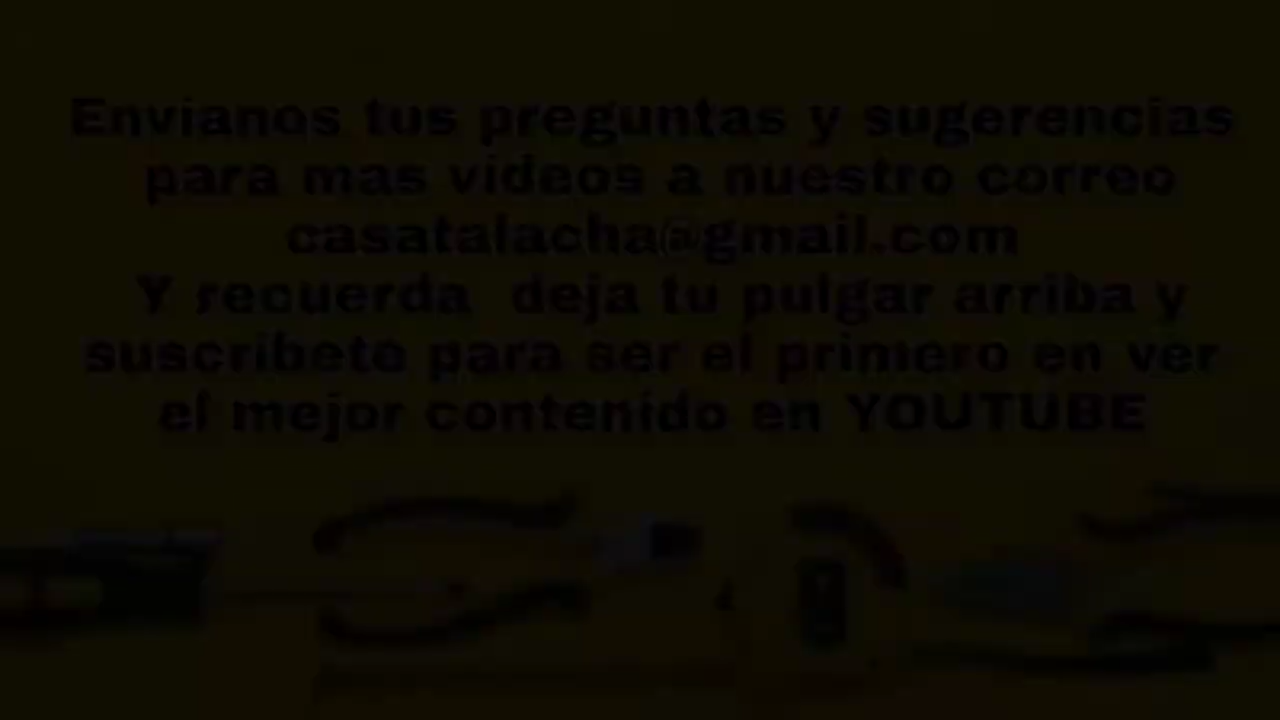 Envianos tus preguntas y sugerencias
para mas videos a nuestro correo
casatalacha@gmail.com
Y recuerda deja tu pulgar arriba y
suscribete para ser el primero en ver
el mejor contenido en YOUTUBE